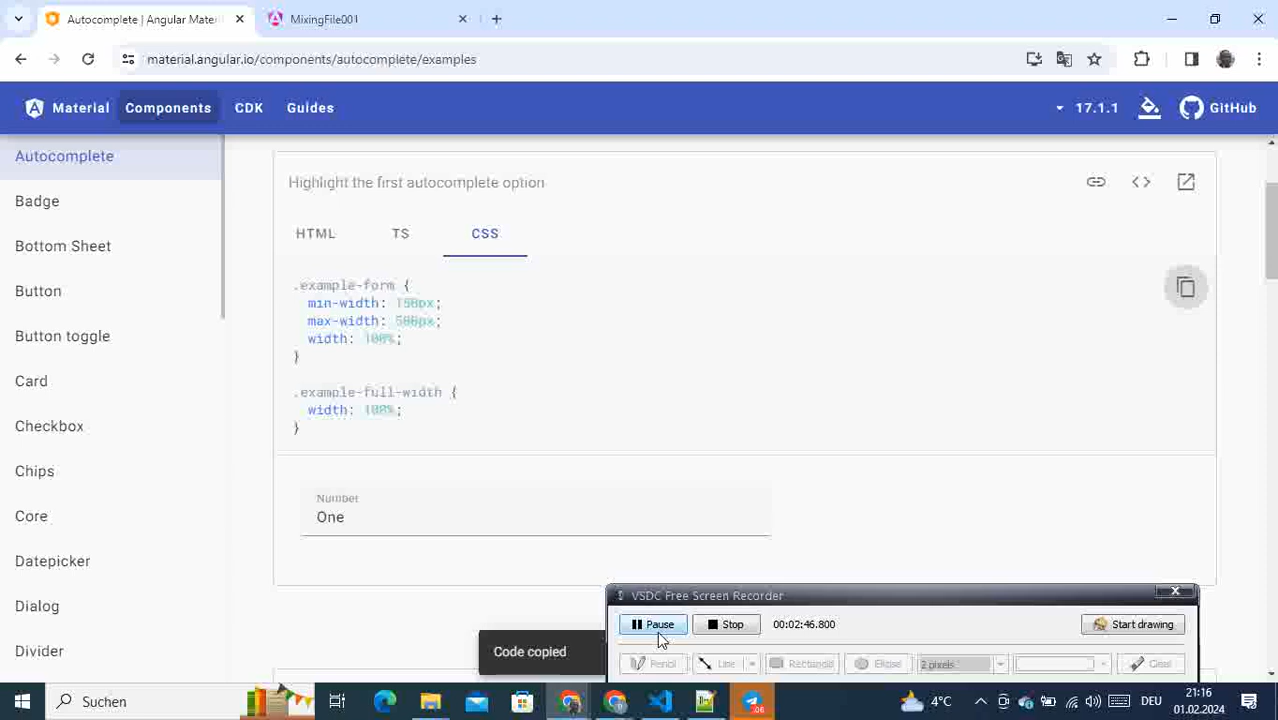 Autocomplete | Angular Mater
MixingFile001
material.angular.io/components/autocomplete/examples
Material Components CDK Guides 17.1.1 GitHub
Autocomplete
Badge
Bottom Sheet
Button
Button toggle
Card
Checkbox
Chips
Core
Datepicker
Dialog
Divider
Highlight the first autocomplete option
HTML TS CSS
.example-form {
min-width: 150px;
max-width: 500px;
width: 100%;
}
.example-full-width {
width: 100%;
}
Number
One
Code copied
VSDC Free Screen Recorder
Pause Stop 00:02:46.800 Start drawing
Pencil Line Rectangle Ellipse 2 pixels Clear
Suchen 4°C DEU 21:16
01.02.2024